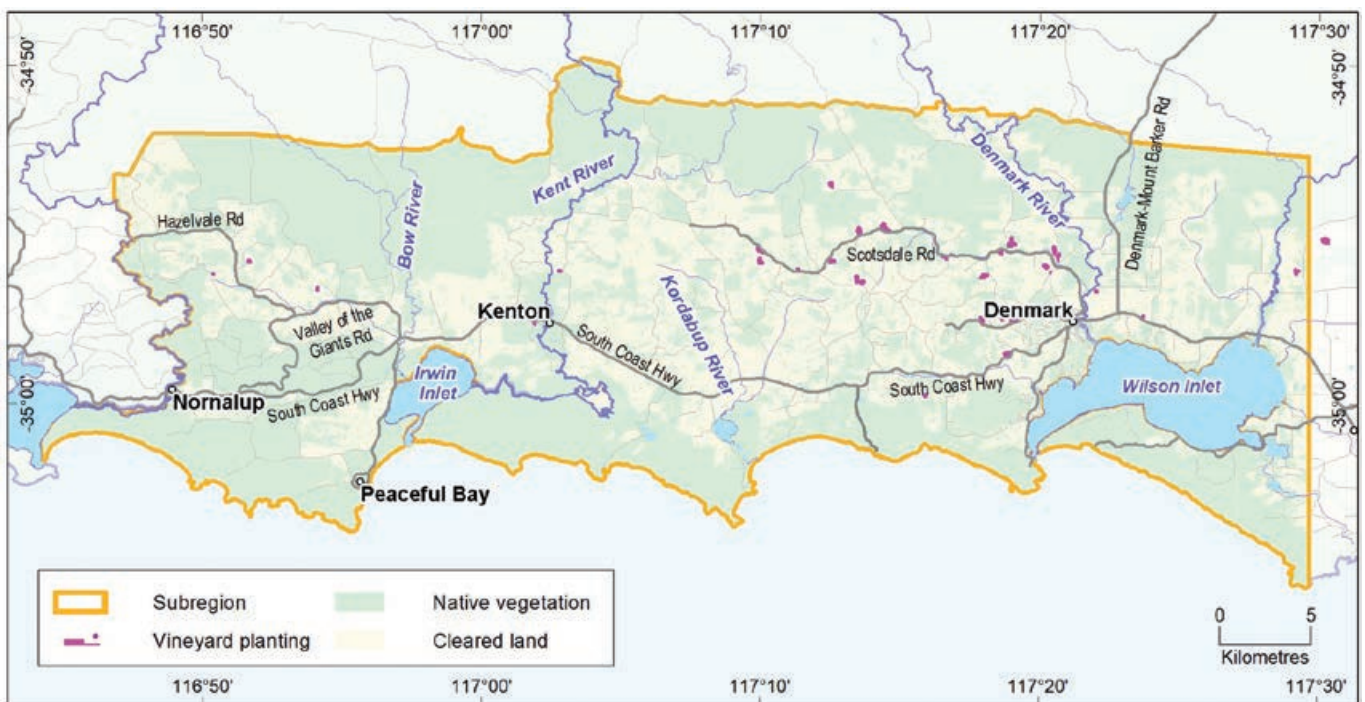 116°50'
117°00'
117°10'
117°20'
117°30'
-34°50'
-34°50'
Hazelvale Rd
Bow River
Kent River
Denmark River
Denmark-Mount Barker Rd
Scotsdale Rd
Kordabup River
Valley of the
Giants Rd
Kenton
Denmark
South Coast Hwy
Irwin
Inlet
Wilson Inlet
-35°00'
-35°00'
Nornalup
South Coast Hwy
South Coast Hwy
Peaceful Bay
Subregion
Native vegetation
Vineyard planting
Cleared land
0 5
Kilometres
116°50'
117°00'
117°10'
117°20'
117°30'